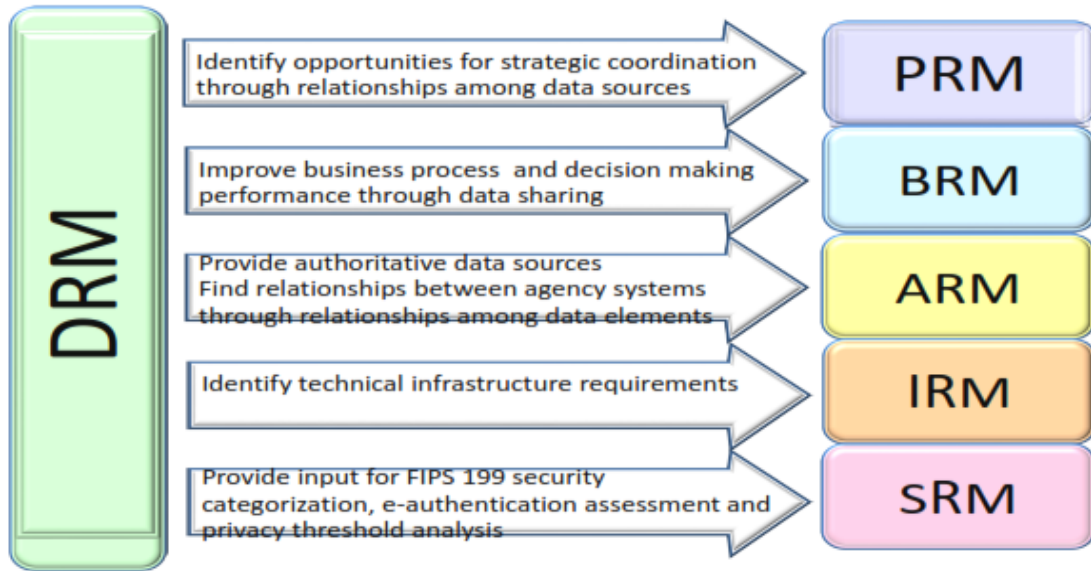 DRM
Identify opportunities for strategic coordination
through relationships among data sources
PRM
Improve business process and decision making
performance through data sharing
BRM
Provide authoritative data sources
Find relationships between agency systems
through relationships among data elements
ARM
Identify technical infrastructure requirements
IRM
Provide input for FIPS 199 security
categorization, e-authentication assessment and
privacy threshold analysis
SRM